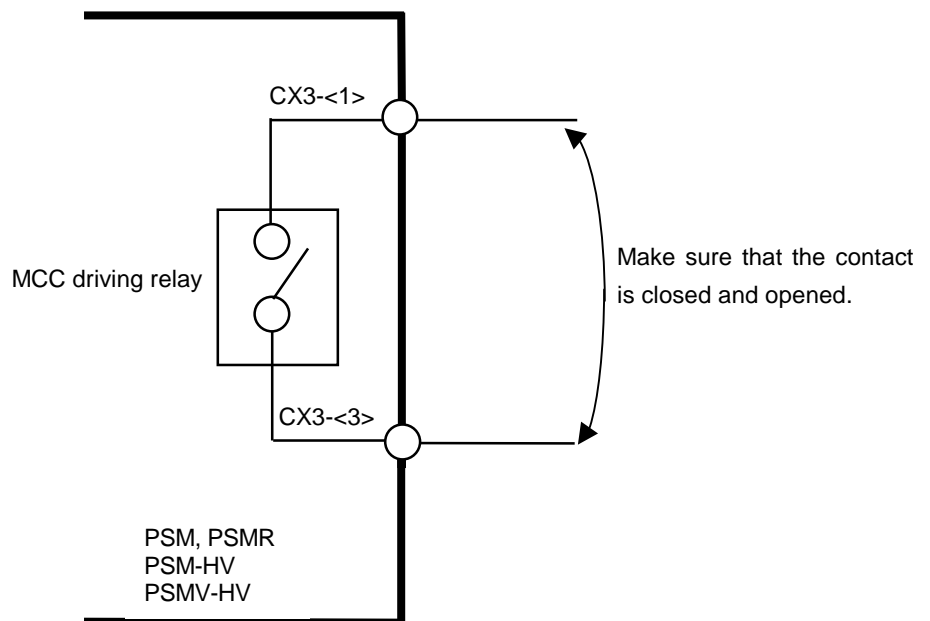 CX3-<1>
MCC driving relay
Make sure that the contact
is closed and opened.
CX3-<3>
PSM, PSMR
PSM-HV
PSMV-HV